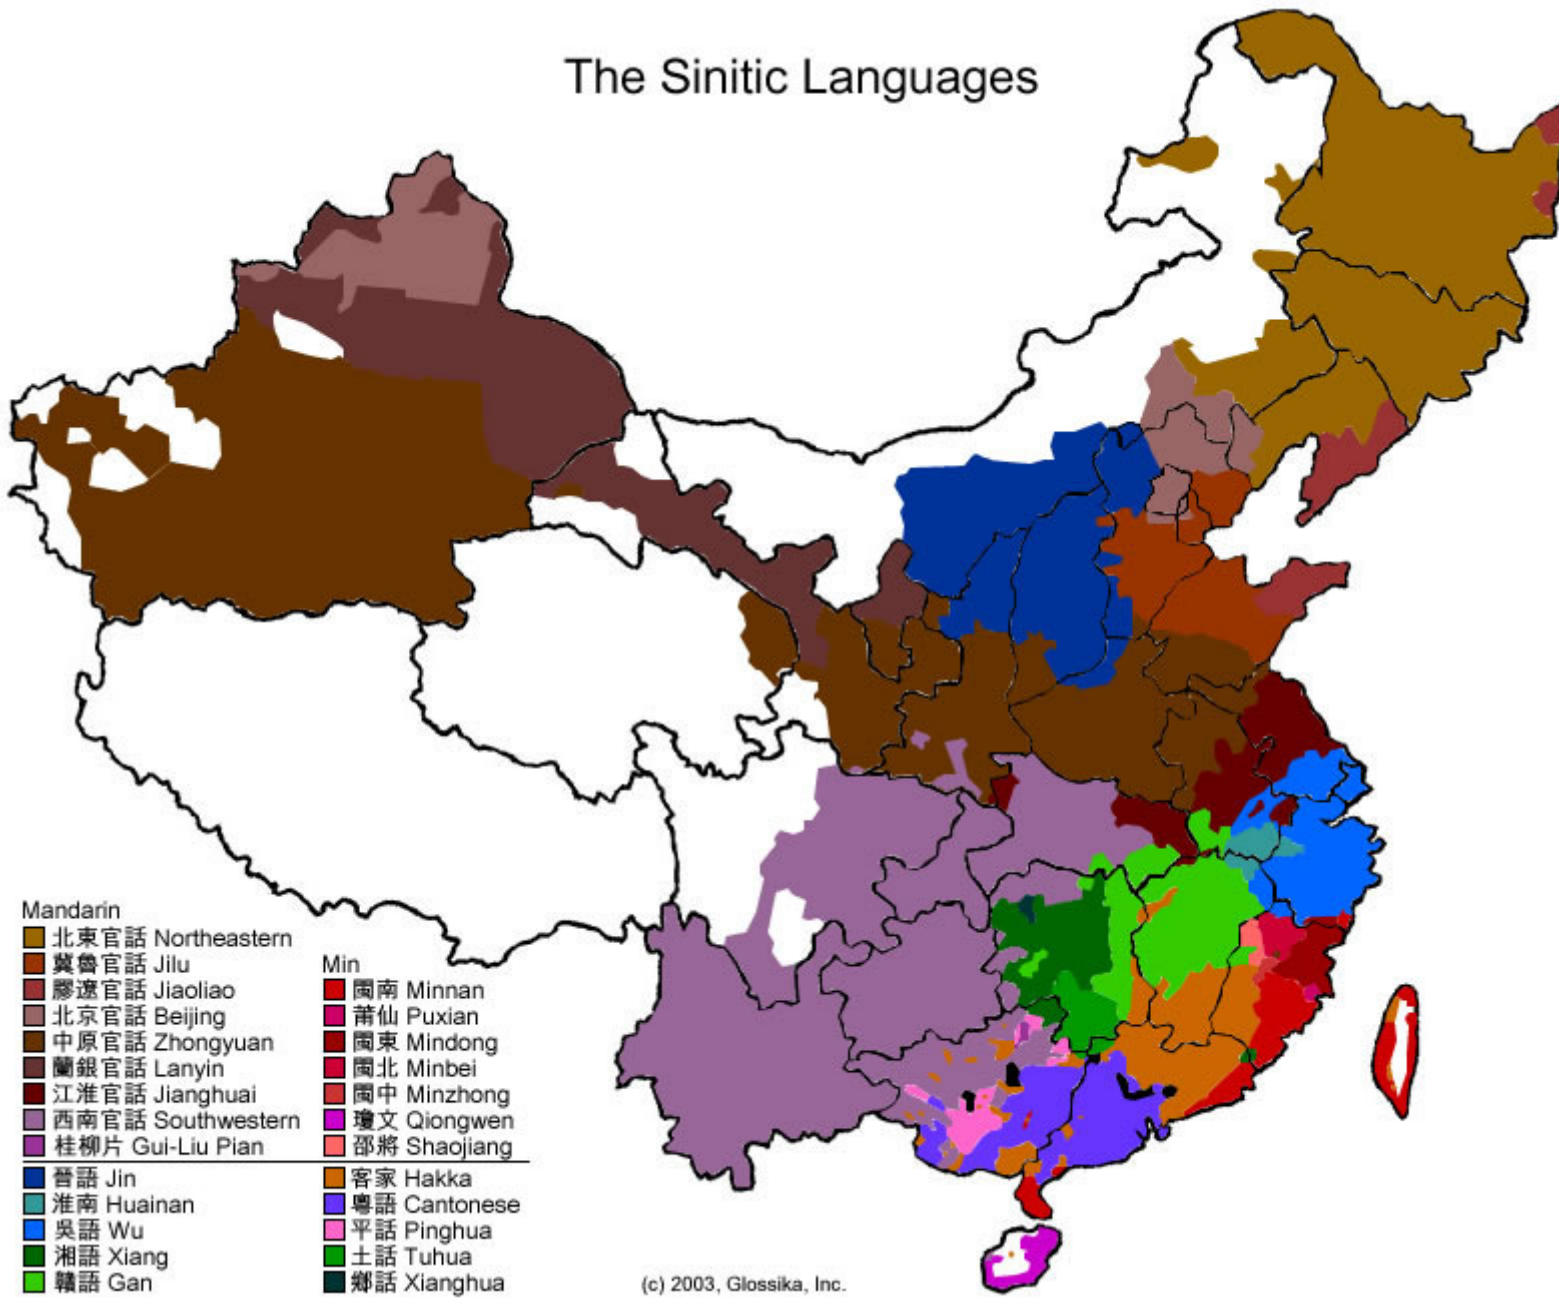 The Sinitic Languages
Mandarin
北東官話 Northeastern
冀魯官話 Jilu
膠遼官話 Jiaoliao
北京官話 Beijing
中原官話 Zhongyuan
蘭銀官話 Lanyin
江淮官話 Jianghuai
西南官話 Southwestern
桂柳片 Gui-Liu Pian
晉語 Jin
淮南 Huainan
吳語 Wu
湘語 Xiang
贛語 Gan
Min
閩南 Minnan
莆仙 Puxian
閩東 Mindong
閩北 Minbei
閩中 Minzhong
瓊文 Qiongwen
邵將 Shaojiang
客家 Hakka
粵語 Cantonese
平話 Pinghua
土話 Tuhua
鄉話 Xianghua
(c) 2003, Glossika, Inc.